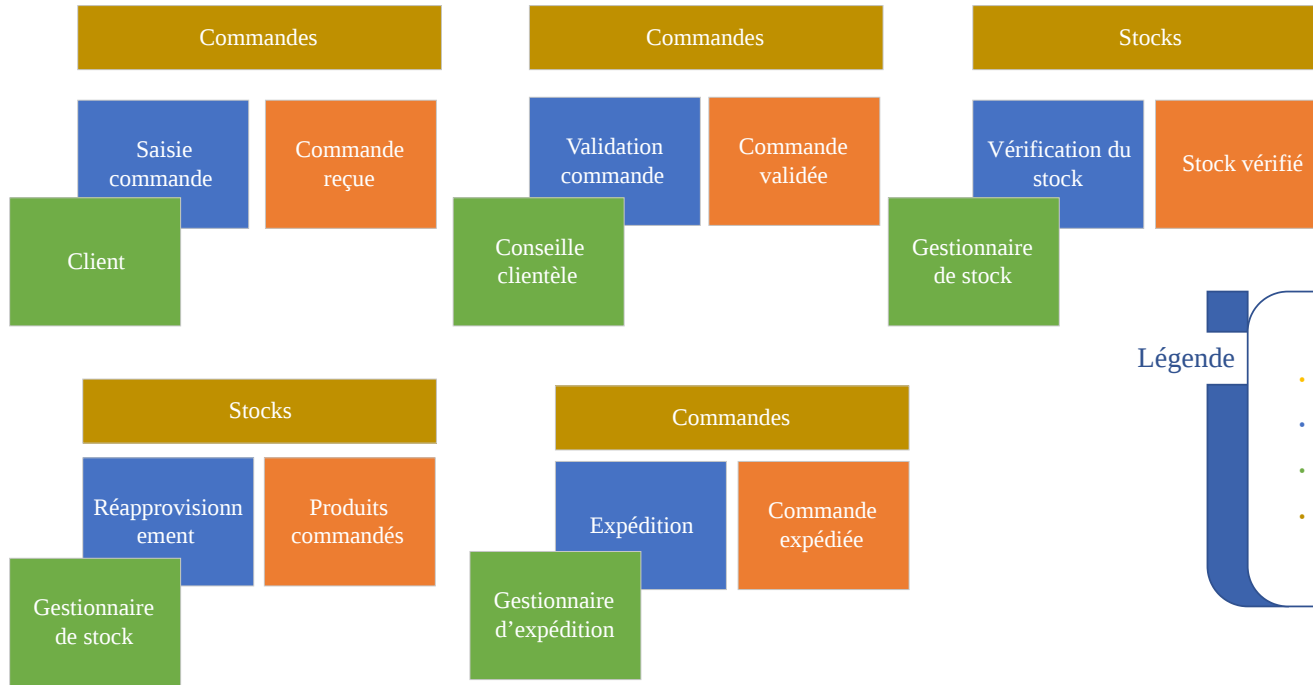 Commandes
Saisie
commande
Commande
reçue
Client
Commandes
Validation
commande
Commande
validée
Conseille
clientèle
Stocks
Vérification du
stock
Stock vérifié
Gestionnaire
de stock
Légende
Stocks
Réapprovisionn
ement
Produits
commandés
Gestionnaire
de stock
Commandes
Expédition
Commande
expédiée
Gestionnaire
d’expédition